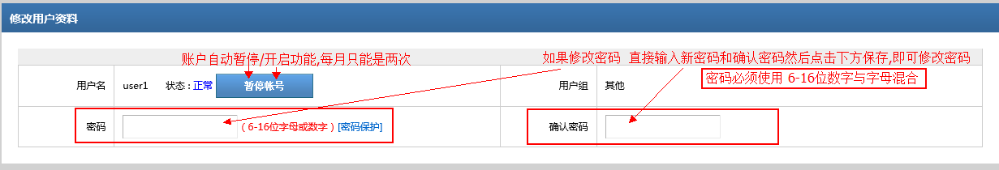 修改用户资料
账户自动暂停/开启功能,每月只能是两次
如果修改密码 直接输入新密码和确认密码然后点击下方保存,即可修改密码
密码必须使用 6-16位数字与字母混合
用户名 user1 状态:正常 暂停帐号 用户组 其他
密码 (6-16位字母或数字)[密码保护] 确认密码